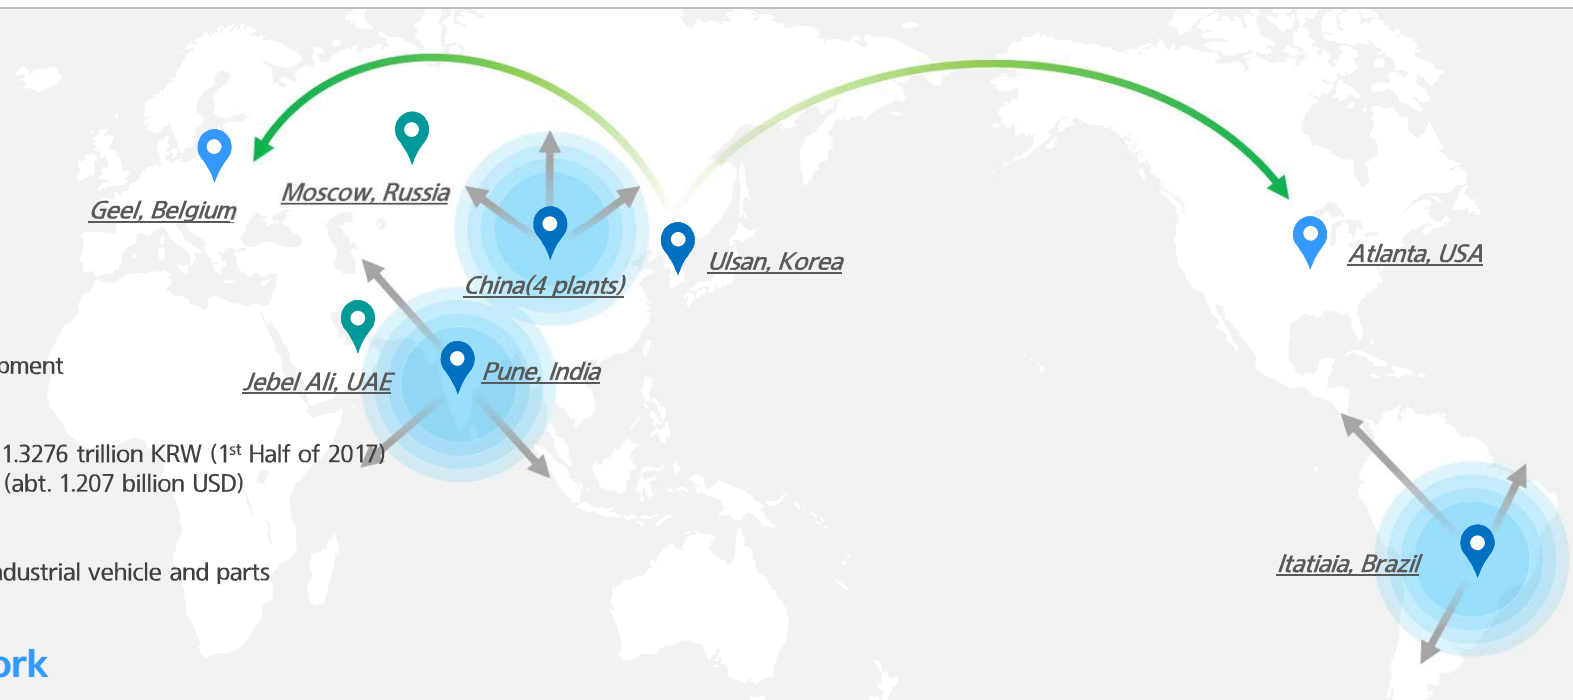 Geel, Belgium
Moscow, Russia
China(4 plants)
Ulsan, Korea
Atlanta, USA
Jebel Ali, UAE
Pune, India
Itatiaia, Brazil
pment
1.3276 trillion KRW (1st Half of 2017)
(abt. 1.207 billion USD)
ndustrial vehicle and parts
ork